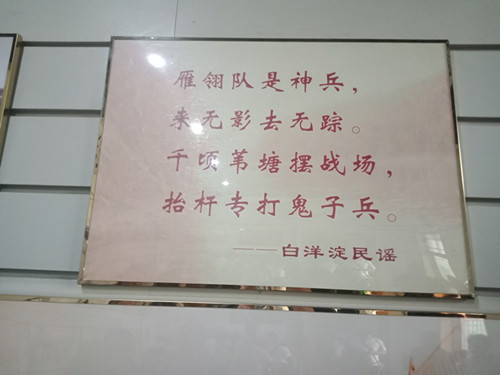 雁翎队是神兵，
来无影去无踪。
千顷苇塘摆战场，
抬杆专打鬼子兵。
——白洋淀民谣